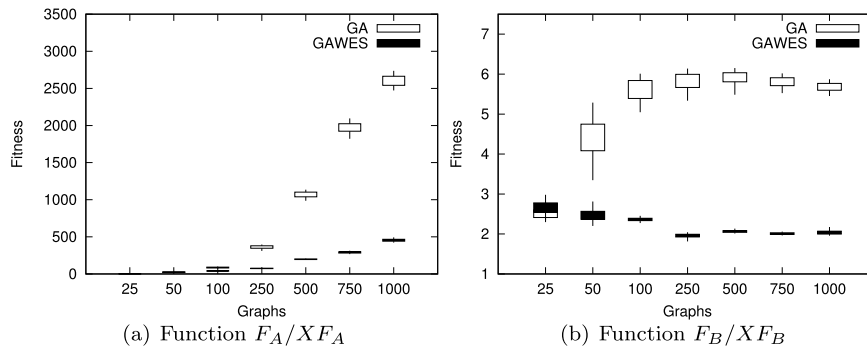 3500
3000
2500
2000
1500
1000
500
0
Fitness
GA
GAWES
25 50 100 250 500 750 1000
Graphs
(a) Function $F_A/XF_A$
7
6
5
4
3
2
1
Fitness
GA
GAWES
25 50 100 250 500 750 1000
Graphs
(b) Function $F_B/XF_B$